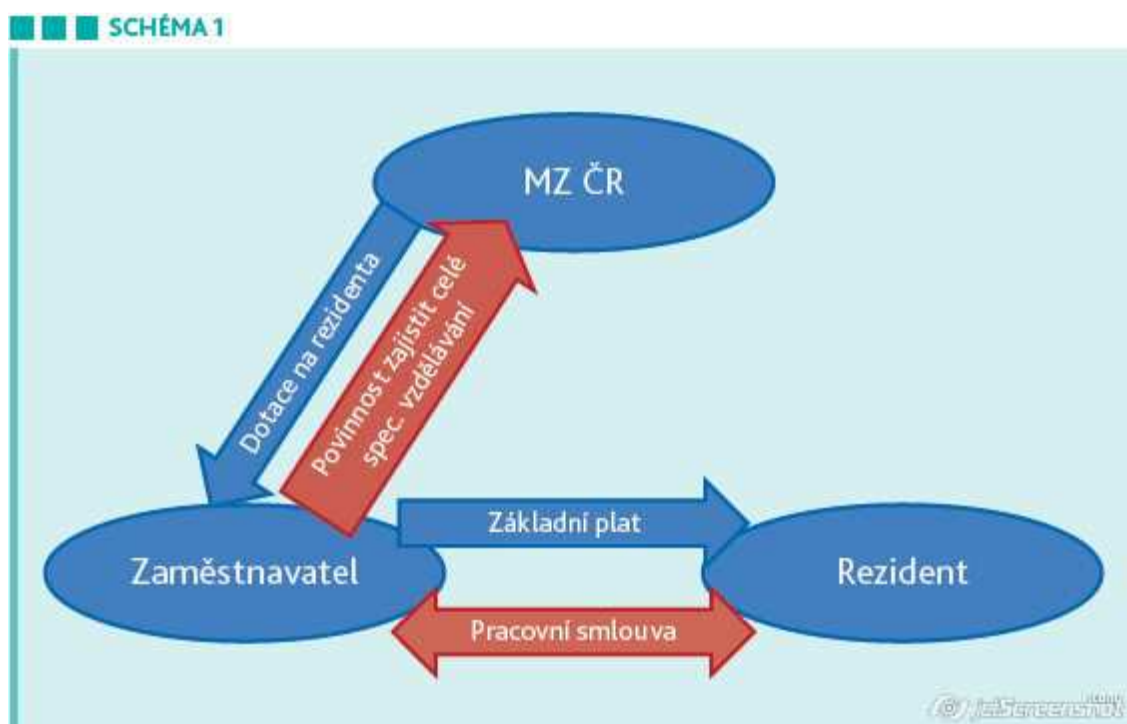 SCHÉMA 1
MZ ČR
Dotace na rezidenta
Povinnost zajistit celé
spec. vzdělávání
Základní plat
Zaměstnavatel
Rezident
Pracovní smlouva